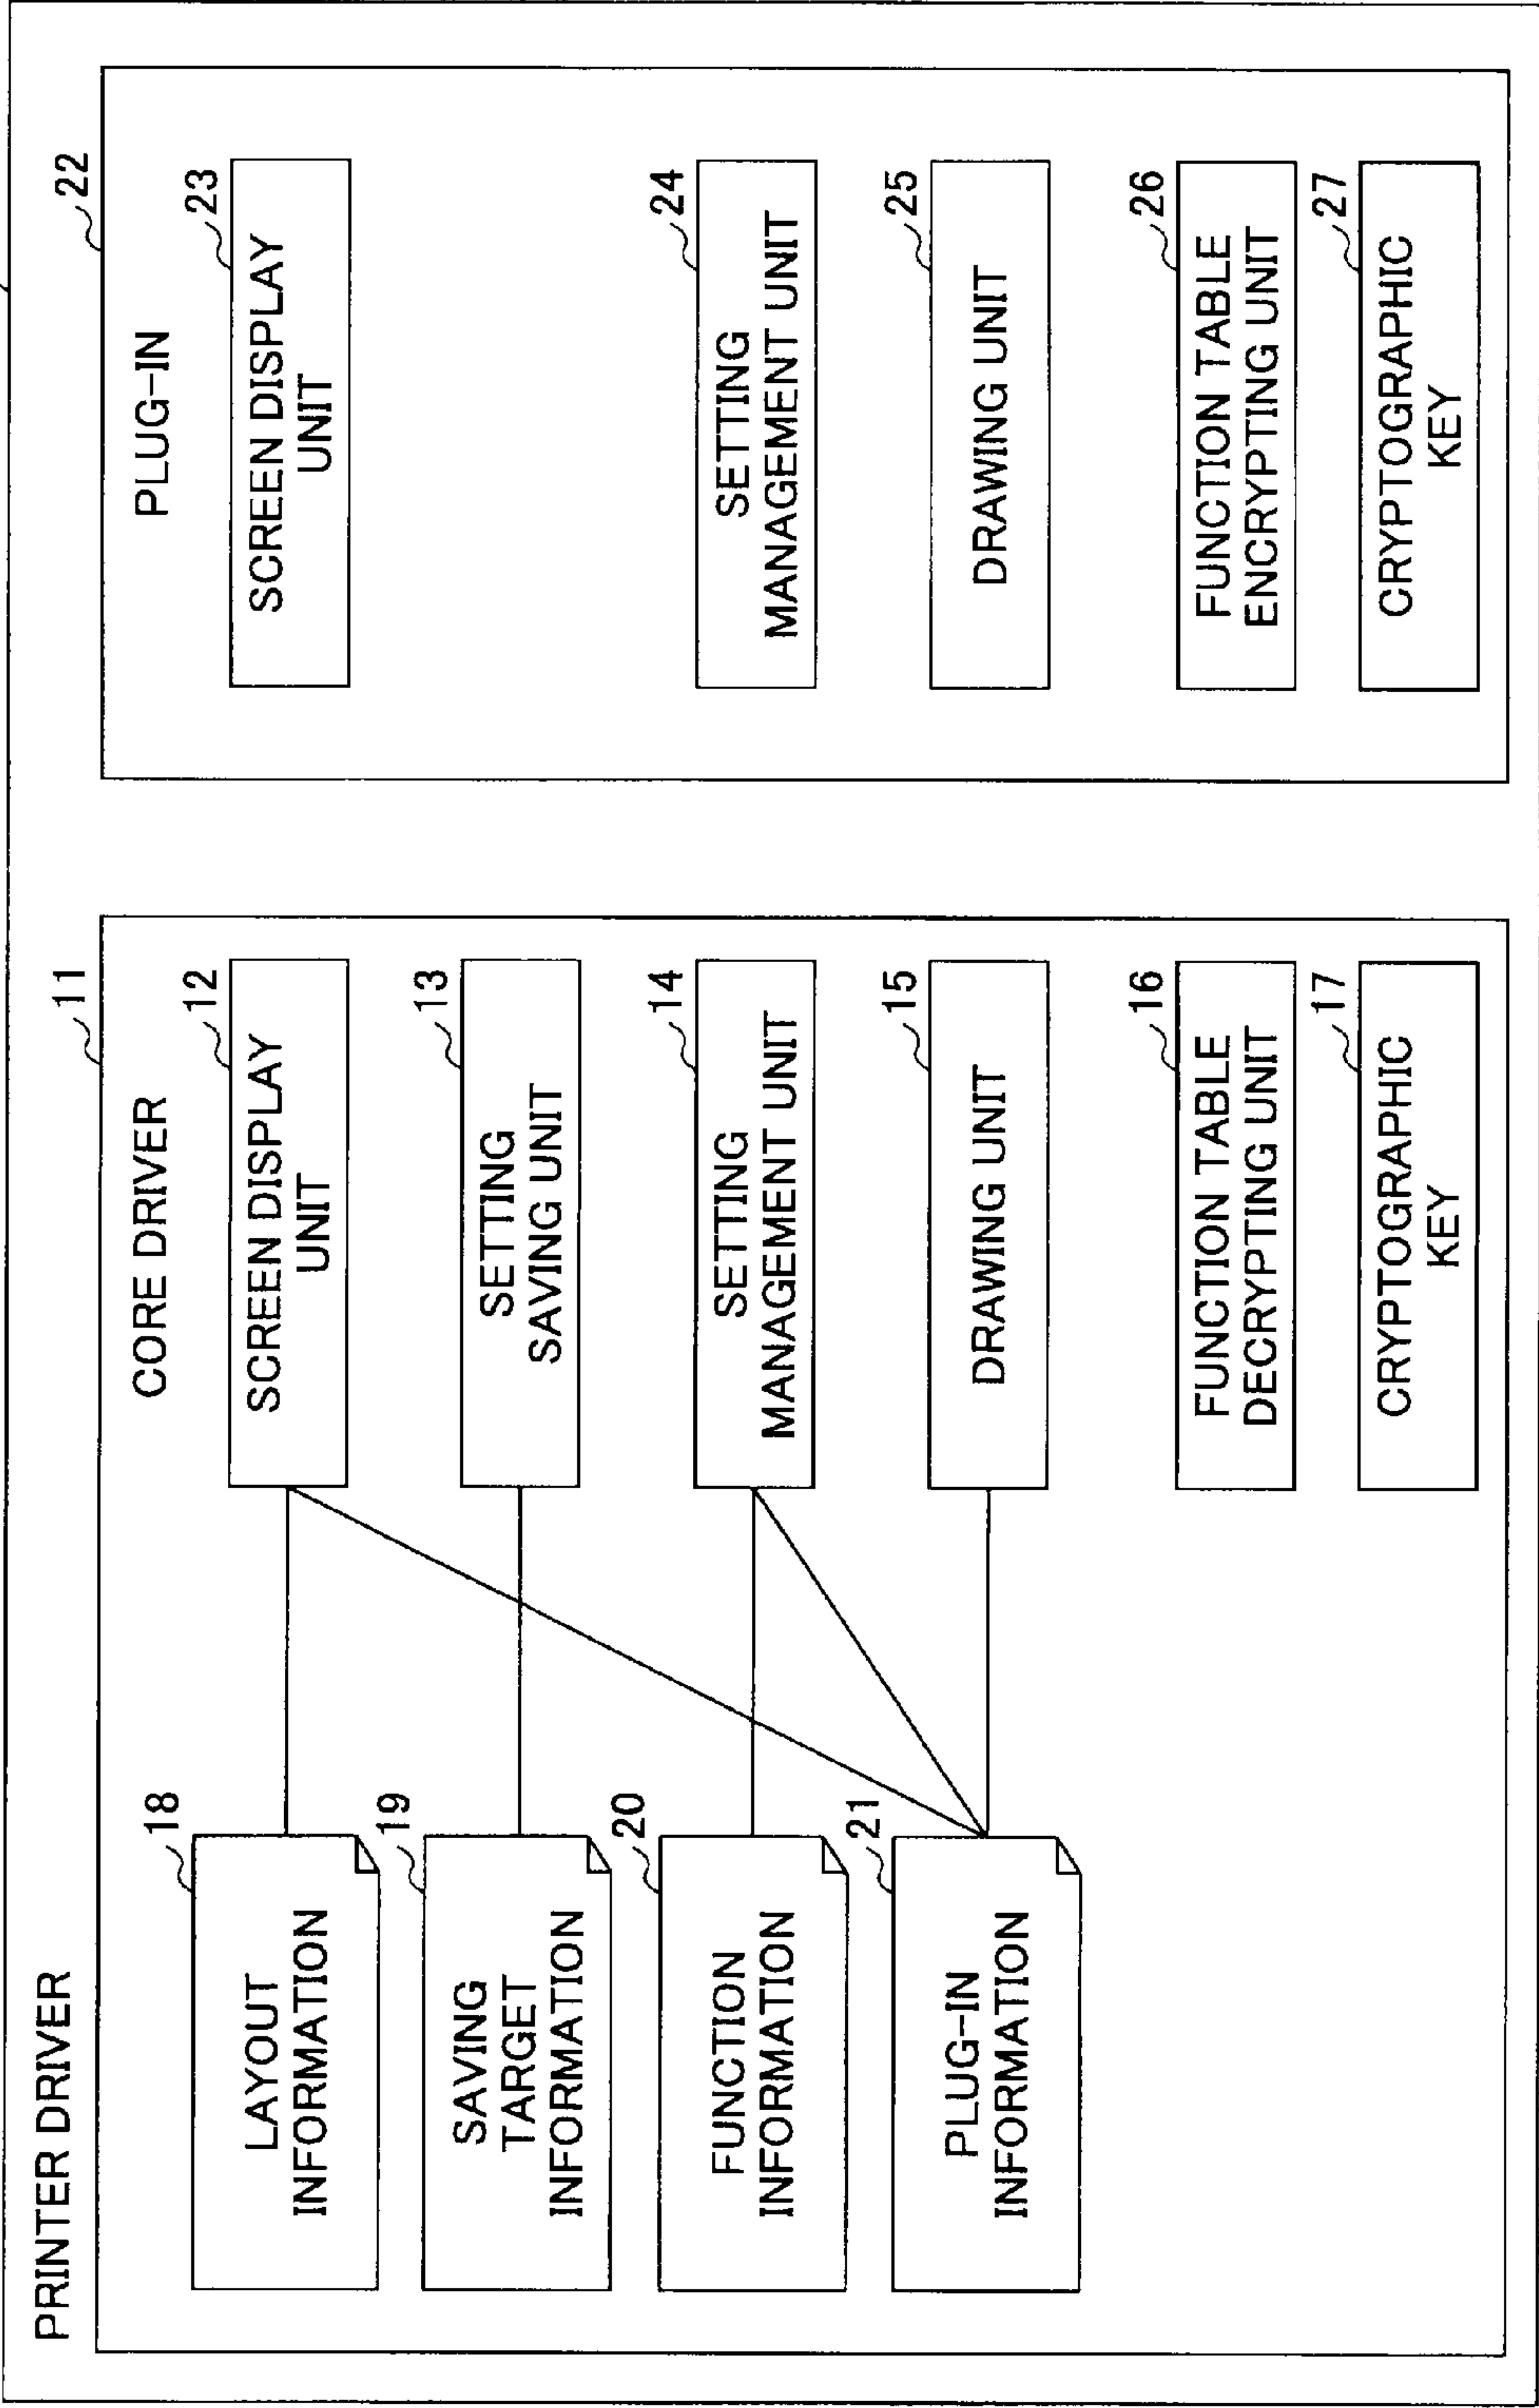 PRINTER DRIVER
11
CORE DRIVER
18
LAYOUT
INFORMATION
19
SAVING
TARGET
INFORMATION
20
FUNCTION
INFORMATION
21
PLUG-IN
INFORMATION
12
SCREEN DISPLAY
UNIT
13
SETTING
SAVING UNIT
14
SETTING
MANAGEMENT UNIT
15
DRAWING UNIT
16
FUNCTION TABLE
DECRYPTING UNIT
17
CRYPTOGRAPHIC
KEY
22
PLUG-IN
23
SCREEN DISPLAY
UNIT
24
SETTING
MANAGEMENT UNIT
25
DRAWING UNIT
26
FUNCTION TABLE
ENCRYPTING UNIT
27
CRYPTOGRAPHIC
KEY